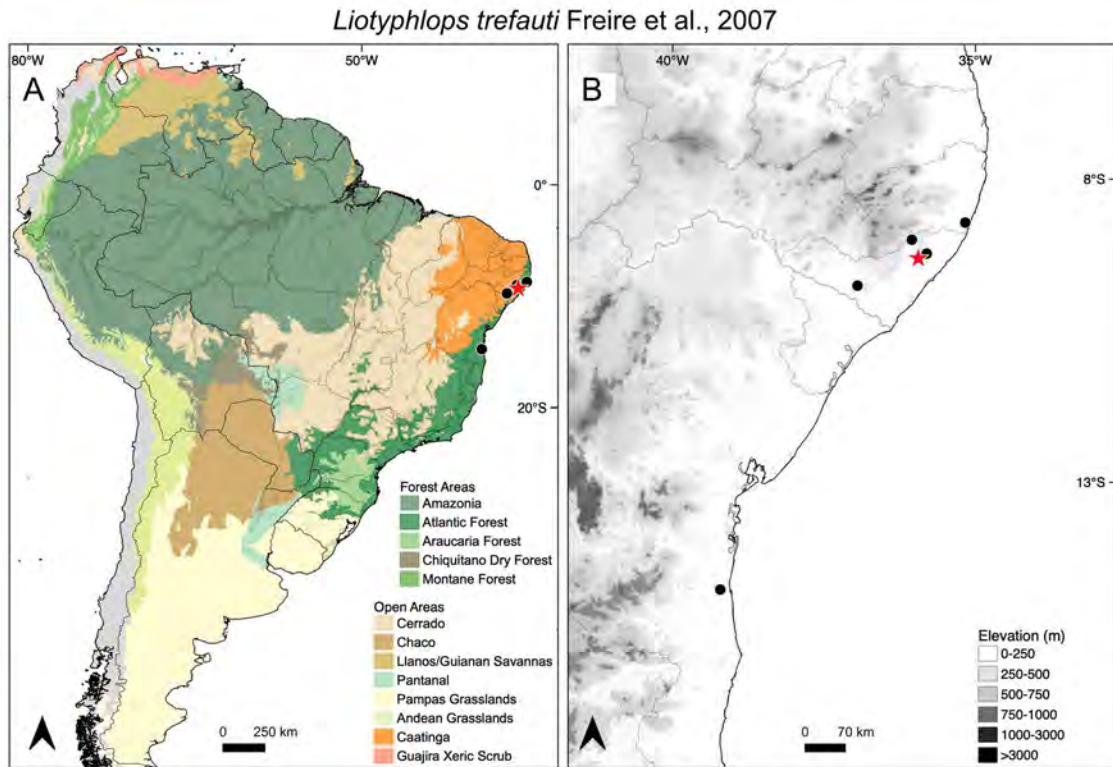 Liotyphlops trefauti Freire et al., 2007
80°W
50°W
A
0°
20°S
Forest Areas
Amazonia
Atlantic Forest
Araucaria Forest
Chiquitano Dry Forest
Montane Forest
Open Areas
Cerrado
Chaco
Llanos/Guianan Savannas
Pantanal
Pampas Grasslands
Andean Grasslands
Caatinga
Guajira Xeric Scrub
0 250 km
B
40°W
35°W
8°S
13°S
Elevation (m)
0-250
250-500
500-750
750-1000
1000-3000
>3000
0 70 km